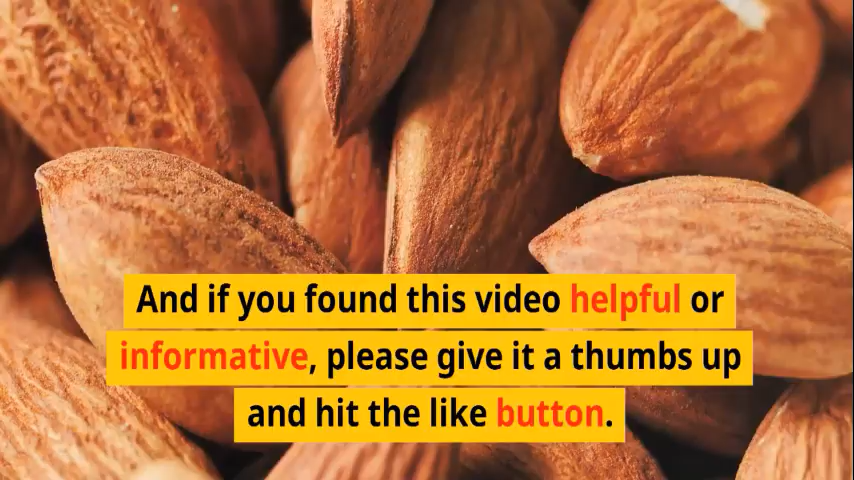 And if you found this video helpful or
informative, please give it a thumbs up
and hit the like button.